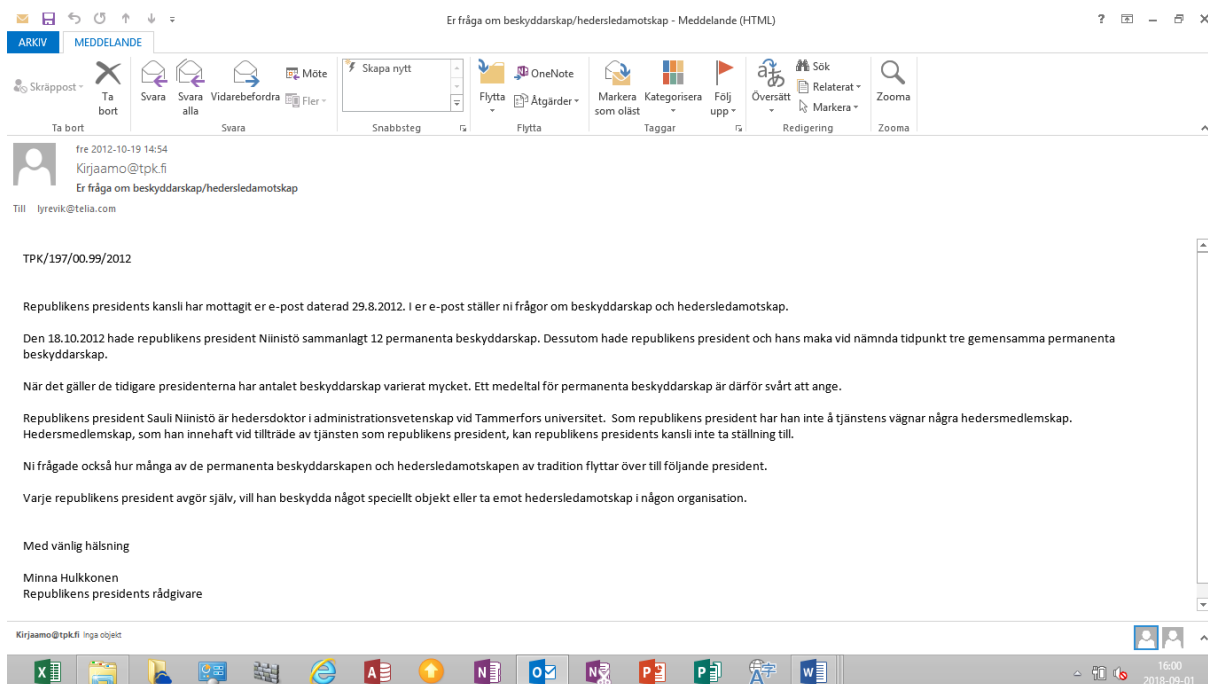 Er fråga om beskyddarskap/hedersledamotskap - Meddelande (HTML)
ARKIV MEDDELANDE
Skräppost
Ta bort
Svara
Svara alla
Vidarebefordra
Möte
Fler
Skapa nytt
Flytta
OneNote
Åtgärder
Markera som oläst
Kategorisera
Följ upp
Översätt
Sök
Relaterat
Markera
Zooma
Ta bort Svara Snabbsteg Flytta Taggar Redigering Zooma
fre 2012-10-19 14:54
Kirjaamo@tpk.fi
Er fråga om beskyddarskap/hedersledamotskap
Till lyrevik@telia.com
TPK/197/00.99/2012
Republikens presidents kansli har mottagit er e-post daterad 29.8.2012. I er e-post ställer ni frågor om beskyddarskap och hedersledamotskap.
Den 18.10.2012 hade republikens president Niinistö sammanlagt 12 permanenta beskyddarskap. Dessutom hade republikens president och hans maka vid nämnda tidpunkt tre gemensamma permanenta
beskyddarskap.
När det gäller de tidigare presidenterna har antalet beskyddarskap varierat mycket. Ett medeltal för permanenta beskyddarskap är därför svårt att ange.
Republikens president Sauli Niinistö är hedersdoktor i administrationsvetenskap vid Tammerfors universitet. Som republikens president har han inte å tjänstens vägnar några hedersmedlemskap.
Hedersmedlemskap, som han innehaft vid tillträde av tjänsten som republikens president, kan republikens presidents kansli inte ta ställning till.
Ni frågade också hur många av de permanenta beskyddarskapen och hedersledamotskapen av tradition flyttar över till följande president.
Varje republikens president avgör själv, vill han beskydda något speciellt objekt eller ta emot hedersledamotskap i någon organisation.
Med vänlig hälsning
Minna Hulkkonen
Republikens presidents rådgivare
Kirjaamo@tpk.fi Inga objekt
16:00
2018-09-01